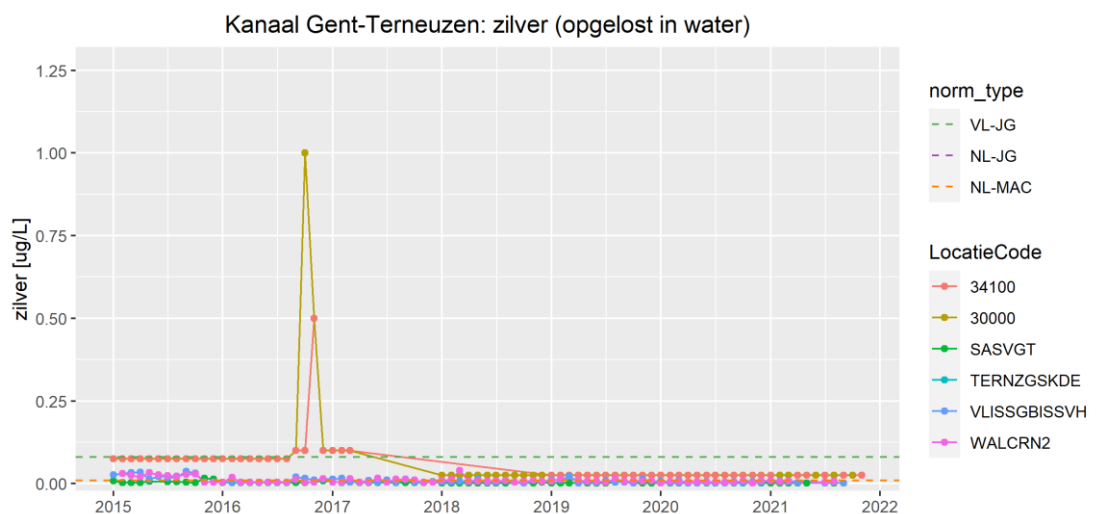 Kanaal Gent-Terneuzen: zilver (opgelost in water)
zilver [ug/L]
1.25
1.00
0.75
0.50
0.25
0.00
2015 2016 2017 2018 2019 2020 2021 2022
norm_type
VL-JG
NL-JG
NL-MAC
LocatieCode
34100
30000
SASVGT
TERNZGSKDE
VLISSGBISSVH
WALCRN2